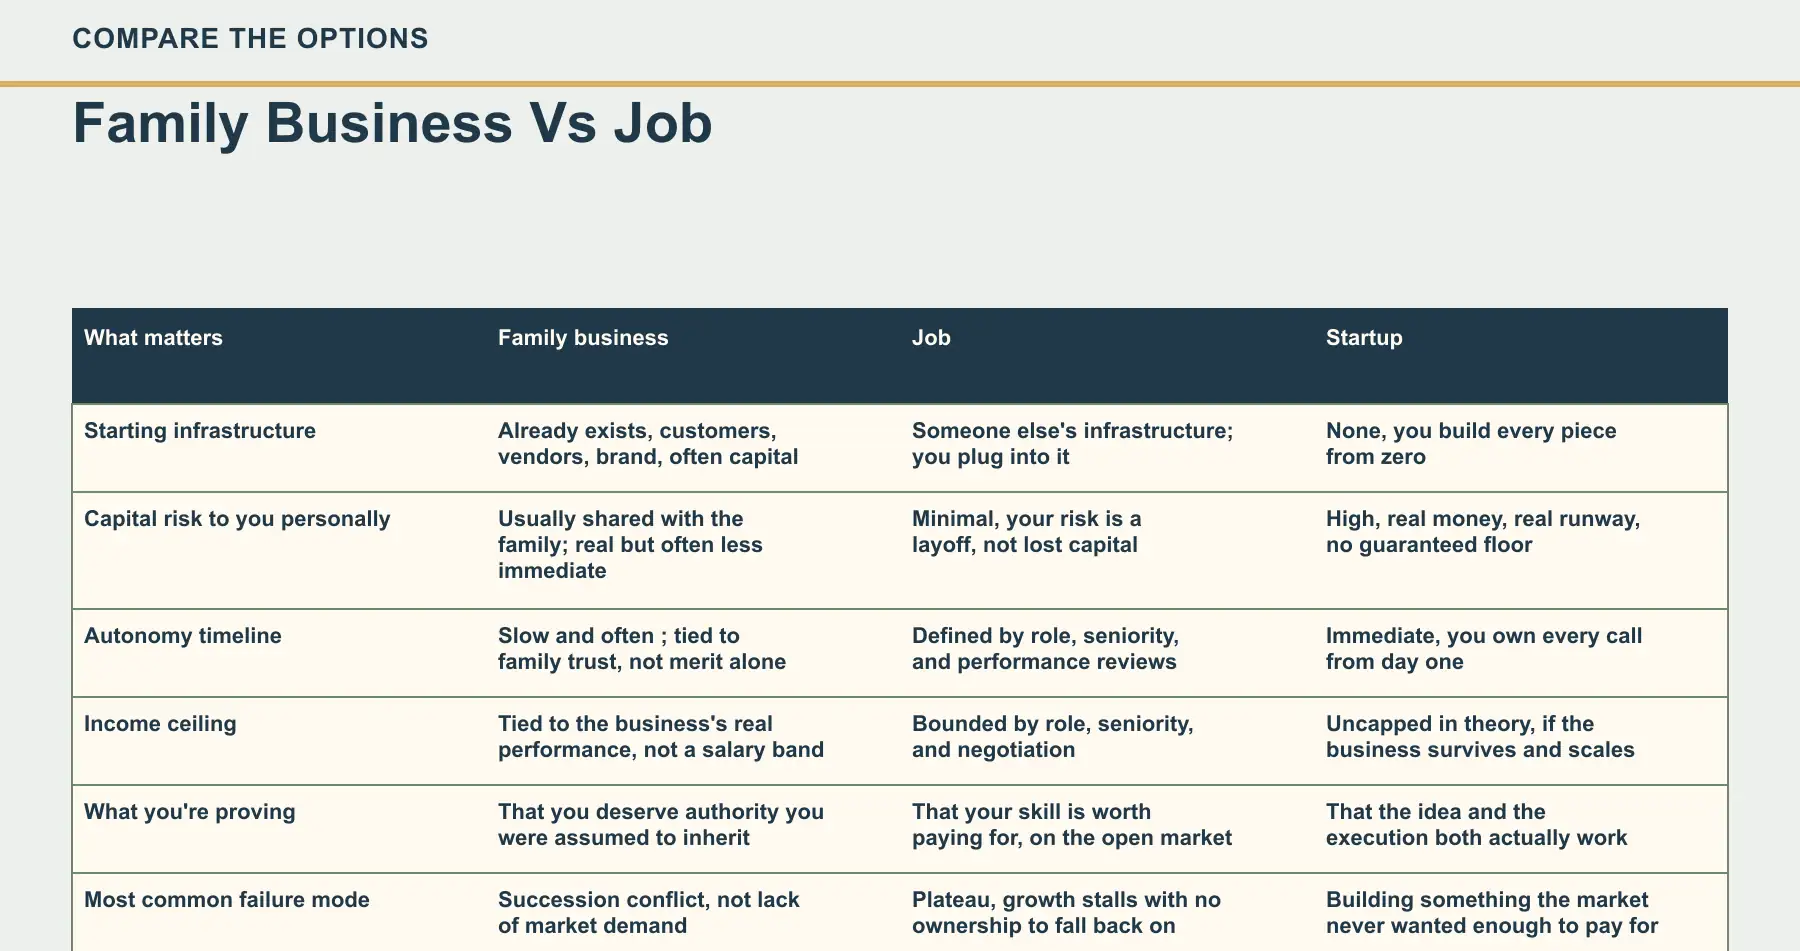 COMPARE THE OPTIONS
Family Business Vs Job
What matters
Family business
Job
Startup
Starting infrastructure
Already exists, customers,
vendors, brand, often capital
Someone else's infrastructure;
you plug into it
None, you build every piece
from zero
Capital risk to you personally
Usually shared with the
family; real but often less
immediate
Minimal, your risk is a
layoff, not lost capital
High, real money, real runway,
no guaranteed floor
Autonomy timeline
Slow and often ; tied to
family trust, not merit alone
Defined by role, seniority,
and performance reviews
Immediate, you own every call
from day one
Income ceiling
Tied to the business's real
performance, not a salary band
Bounded by role, seniority,
and negotiation
Uncapped in theory, if the
business survives and scales
What you're proving
That you deserve authority you
were assumed to inherit
That your skill is worth
paying for, on the open market
That the idea and the
execution both actually work
Most common failure mode
Succession conflict, not lack
of market demand
Plateau, growth stalls with no
ownership to fall back on
Building something the market
never wanted enough to pay for